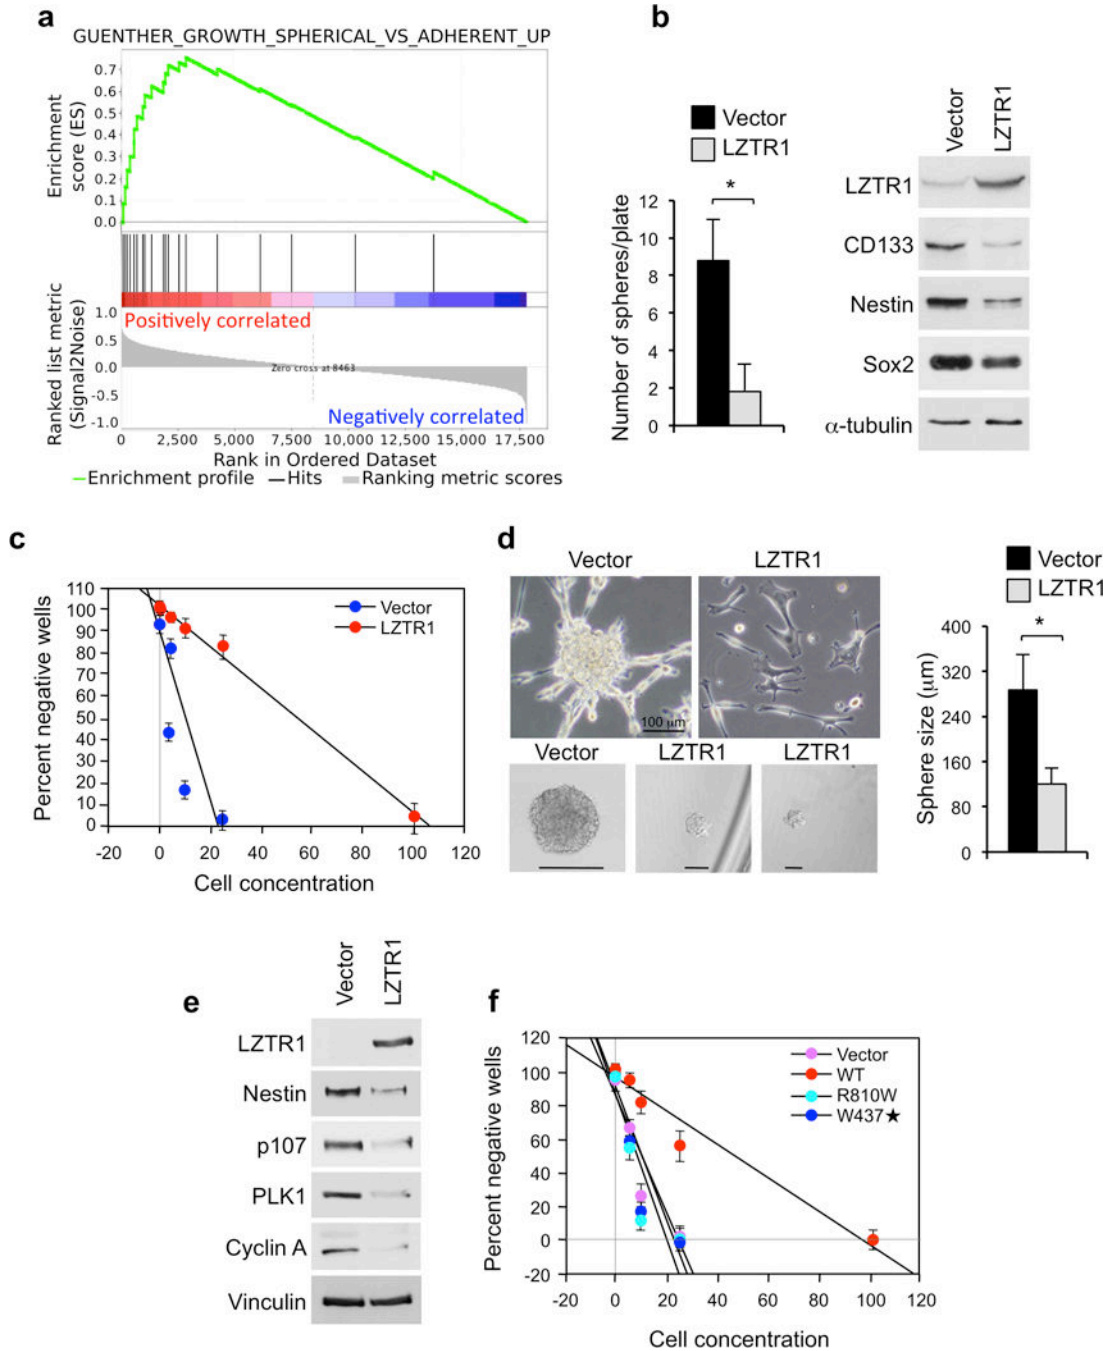 a
GUENTHER_GROWTH_SPHERICAL_VS_ADHERENT_UP
Enrichment
score (ES)
0.7
0.6
0.5
0.4
0.3
0.2
0.1
0.0
Ranked list metric
(Signal2Noise)
1.0
0.5
0.0
-0.5
-1.0
Positively correlated
Zero cross at 8463
Negatively correlated
0 2,500 5,000 7,500 10,000 12,500 15,000 17,500
Rank in Ordered Dataset
Enrichment profile Hits Ranking metric scores
b
Vector
LZTR1
*
Number of spheres/plate
12
10
8
6
4
2
0
Vector LZTR1
LZTR1
CD133
Nestin
Sox2
α-tubulin
c
Percent negative wells
110
100
90
80
70
60
50
40
30
20
10
0
Vector
LZTR1
-20 0 20 40 60 80 100 120
Cell concentration
d
Vector LZTR1
100 μm
Vector LZTR1 LZTR1
Vector
LZTR1
*
Sphere size (μm)
400
320
240
160
80
0
e
Vector LZTR1
LZTR1
Nestin
p107
PLK1
Cyclin A
Vinculin
f
Percent negative wells
120
100
80
60
40
20
0
-20
Vector
WT
R810W
W437★
-20 0 20 40 60 80 100 120
Cell concentration